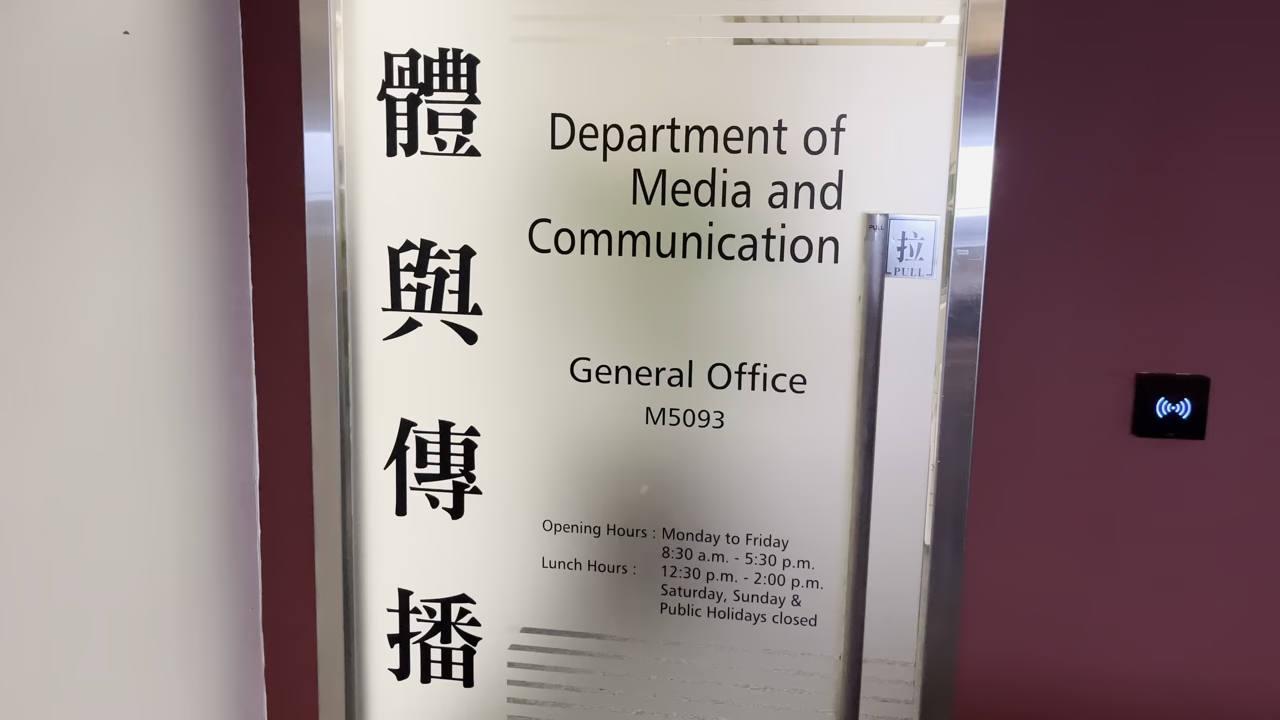 體與傳播
Department of
Media and
Communication
PULL
拉
PULL
General Office
M5093
Opening Hours : Monday to Friday
8:30 a.m. - 5:30 p.m.
Lunch Hours : 12:30 p.m. - 2:00 p.m.
Saturday, Sunday &
Public Holidays closed